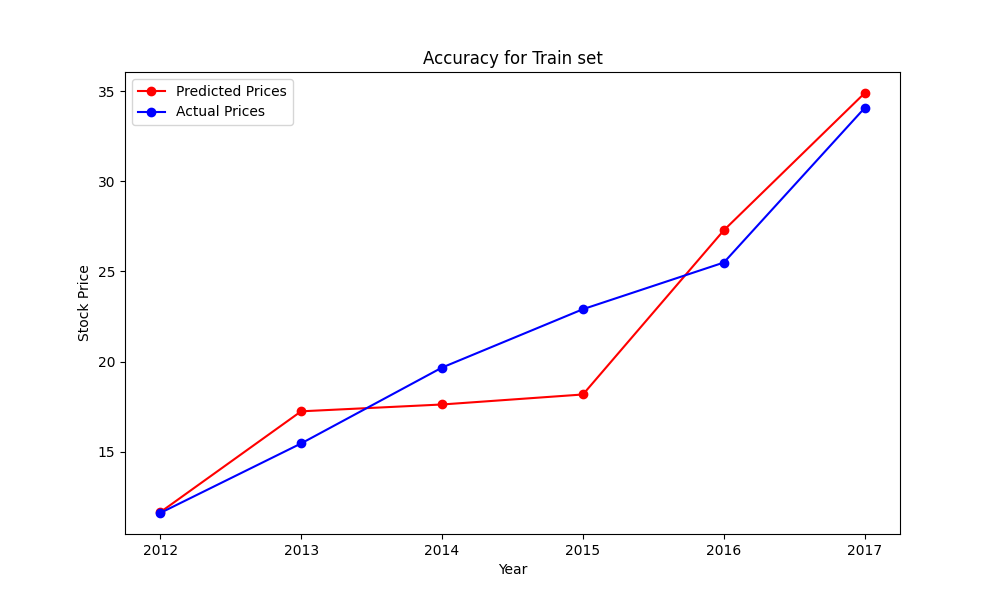 Accuracy for Train set
Predicted Prices
Actual Prices
35
30
25
20
15
Stock Price
2012 2013 2014 2015 2016 2017
Year